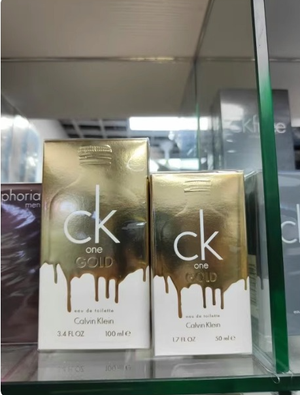 phoria
men
ck
one
GOLD
eau de toilette
Calvin Klein
3.4 FL OZ 100 ml e
ck
one
GOLD
eau de toilette
Calvin Klein
1.7 FL OZ 50 ml e
ck free